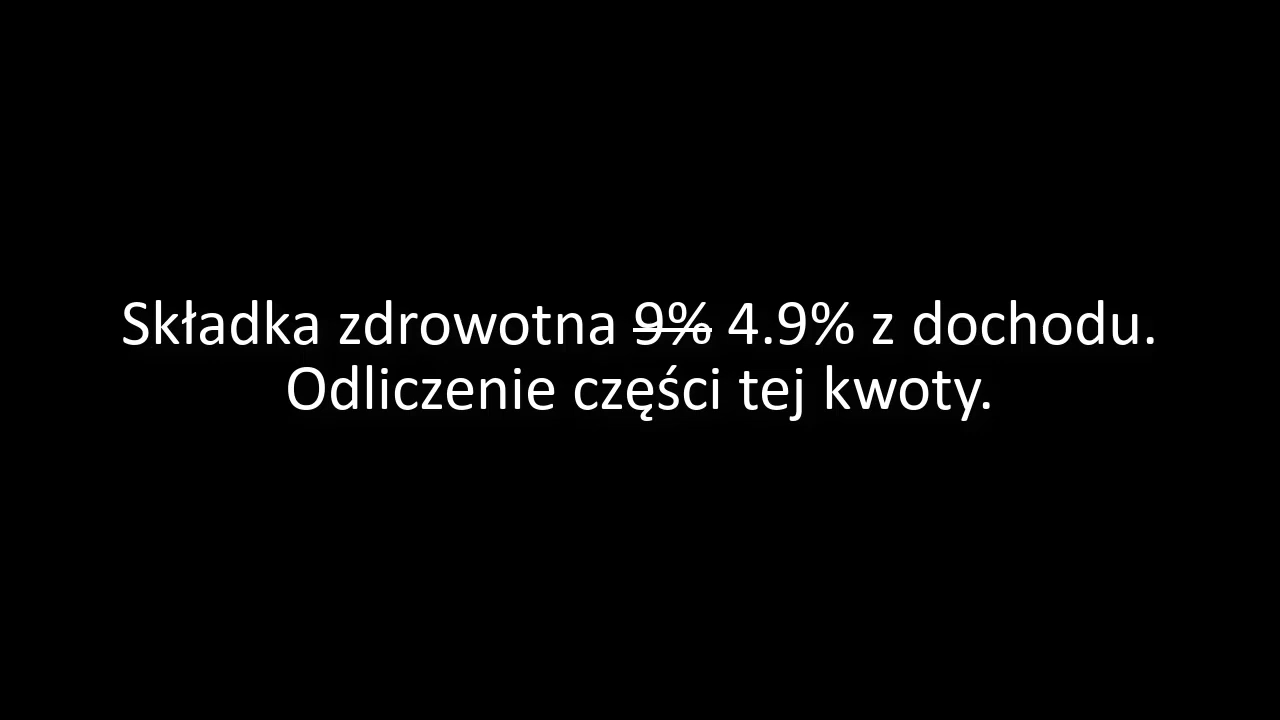 Składka zdrowotna 9% 4.9% z dochodu.
Odliczenie części tej kwoty.